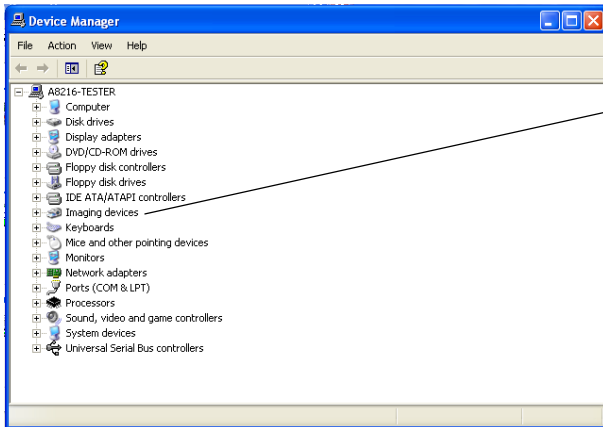 Device Manager
File Action View Help
A8216-TESTER
Computer
Disk drives
Display adapters
DVD/CD-ROM drives
Floppy disk controllers
Floppy disk drives
IDE ATA/ATAPI controllers
Imaging devices
Keyboards
Mice and other pointing devices
Monitors
Network adapters
Ports (COM & LPT)
Processors
Sound, video and game controllers
System devices
Universal Serial Bus controllers